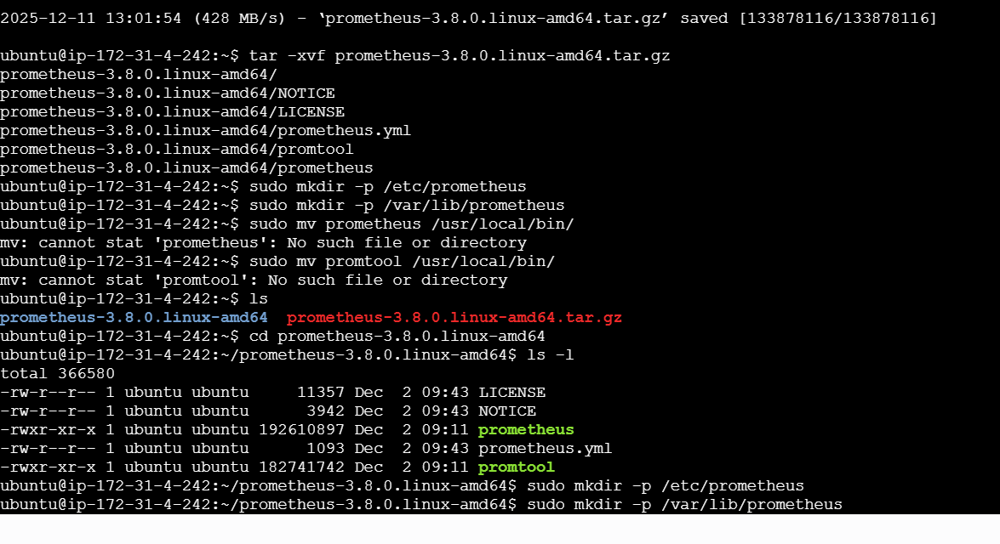 2025-12-11 13:01:54 (428 MB/s) - ‘prometheus-3.8.0.linux-amd64.tar.gz’ saved [133878116/133878116]
ubuntu@ip-172-31-4-242:~$ tar -xvf prometheus-3.8.0.linux-amd64.tar.gz
prometheus-3.8.0.linux-amd64/
prometheus-3.8.0.linux-amd64/NOTICE
prometheus-3.8.0.linux-amd64/LICENSE
prometheus-3.8.0.linux-amd64/prometheus.yml
prometheus-3.8.0.linux-amd64/promtool
prometheus-3.8.0.linux-amd64/prometheus
ubuntu@ip-172-31-4-242:~$ sudo mkdir -p /etc/prometheus
ubuntu@ip-172-31-4-242:~$ sudo mkdir -p /var/lib/prometheus
ubuntu@ip-172-31-4-242:~$ sudo mv prometheus /usr/local/bin/
mv: cannot stat 'prometheus': No such file or directory
ubuntu@ip-172-31-4-242:~$ sudo mv promtool /usr/local/bin/
mv: cannot stat 'promtool': No such file or directory
ubuntu@ip-172-31-4-242:~$ ls
prometheus-3.8.0.linux-amd64  prometheus-3.8.0.linux-amd64.tar.gz
ubuntu@ip-172-31-4-242:~$ cd prometheus-3.8.0.linux-amd64
ubuntu@ip-172-31-4-242:~/prometheus-3.8.0.linux-amd64$ ls -l
total 366580
-rw-r--r-- 1 ubuntu ubuntu     11357 Dec  2 09:43 LICENSE
-rw-r--r-- 1 ubuntu ubuntu      3942 Dec  2 09:43 NOTICE
-rwxr-xr-x 1 ubuntu ubuntu 192610897 Dec  2 09:11 prometheus
-rw-r--r-- 1 ubuntu ubuntu      1093 Dec  2 09:43 prometheus.yml
-rwxr-xr-x 1 ubuntu ubuntu 182741742 Dec  2 09:11 promtool
ubuntu@ip-172-31-4-242:~/prometheus-3.8.0.linux-amd64$ sudo mkdir -p /etc/prometheus
ubuntu@ip-172-31-4-242:~/prometheus-3.8.0.linux-amd64$ sudo mkdir -p /var/lib/prometheus